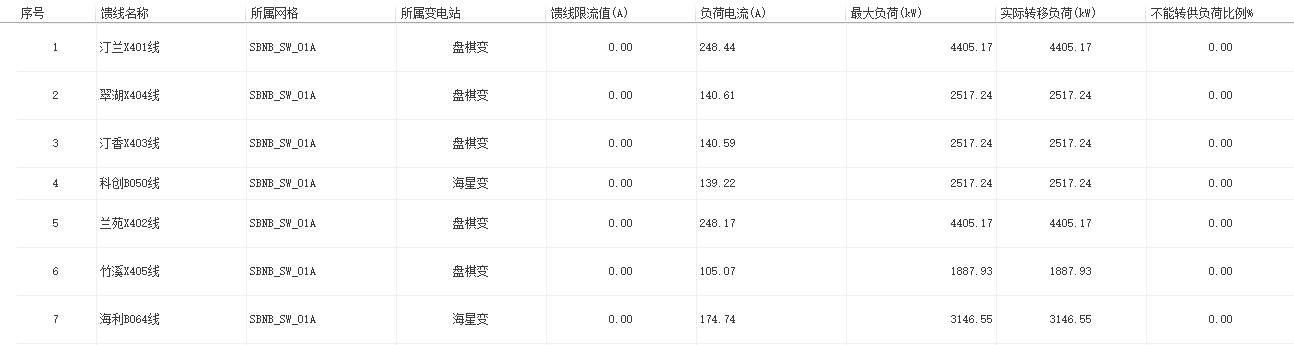 序号 馈线名称 所属网格 所属变电站 馈线限流值(A) 负荷电流(A) 最大负荷(kW) 实际转移负荷(kW) 不能转供负荷比例%
1 汀兰X401线 SBNB_SW_01A 盘棋变 0.00 248.44 4405.17 4405.17 0.00
2 翠湖X404线 SBNB_SW_01A 盘棋变 0.00 140.61 2517.24 2517.24 0.00
3 汀香X403线 SBNB_SW_01A 盘棋变 0.00 140.59 2517.24 2517.24 0.00
4 科创B050线 SBNB_SW_01A 海星变 0.00 139.22 2517.24 2517.24 0.00
5 兰苑X402线 SBNB_SW_01A 盘棋变 0.00 248.17 4405.17 4405.17 0.00
6 竹溪X405线 SBNB_SW_01A 盘棋变 0.00 105.07 1887.93 1887.93 0.00
7 海利B064线 SBNB_SW_01A 海星变 0.00 174.74 3146.55 3146.55 0.00